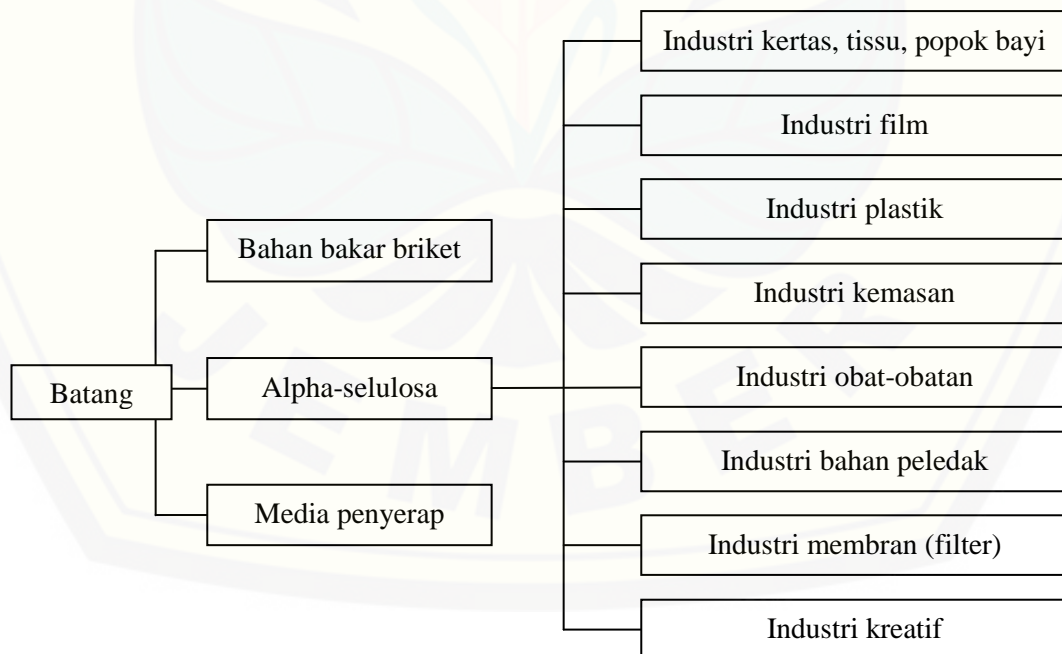 Batang
Bahan bakar briket
Alpha-selulosa
Media penyerap
Industri kertas, tissu, popok bayi
Industri film
Industri plastik
Industri kemasan
Industri obat-obatan
Industri bahan peledak
Industri membran (filter)
Industri kreatif
JEMBER